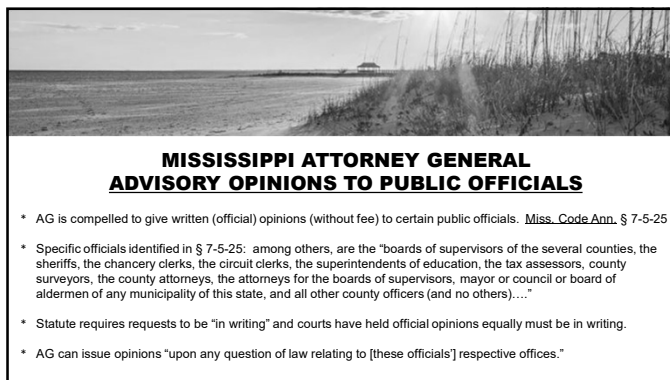 MISSISSIPPI ATTORNEY GENERAL
ADVISORY OPINIONS TO PUBLIC OFFICIALS
* AG is compelled to give written (official) opinions (without fee) to certain public officials. Miss. Code Ann. § 7-5-25
* Specific officials identified in § 7-5-25: among others, are the “boards of supervisors of the several counties, the
sheriffs, the chancery clerks, the circuit clerks, the superintendents of education, the tax assessors, county
surveyors, the county attorneys, the attorneys for the boards of supervisors, mayor or council or board of
aldermen of any municipality of this state, and all other county officers (and no others)….”
* Statute requires requests to be “in writing” and courts have held official opinions equally must be in writing.
* AG can issue opinions “upon any question of law relating to [these officials’] respective offices.”